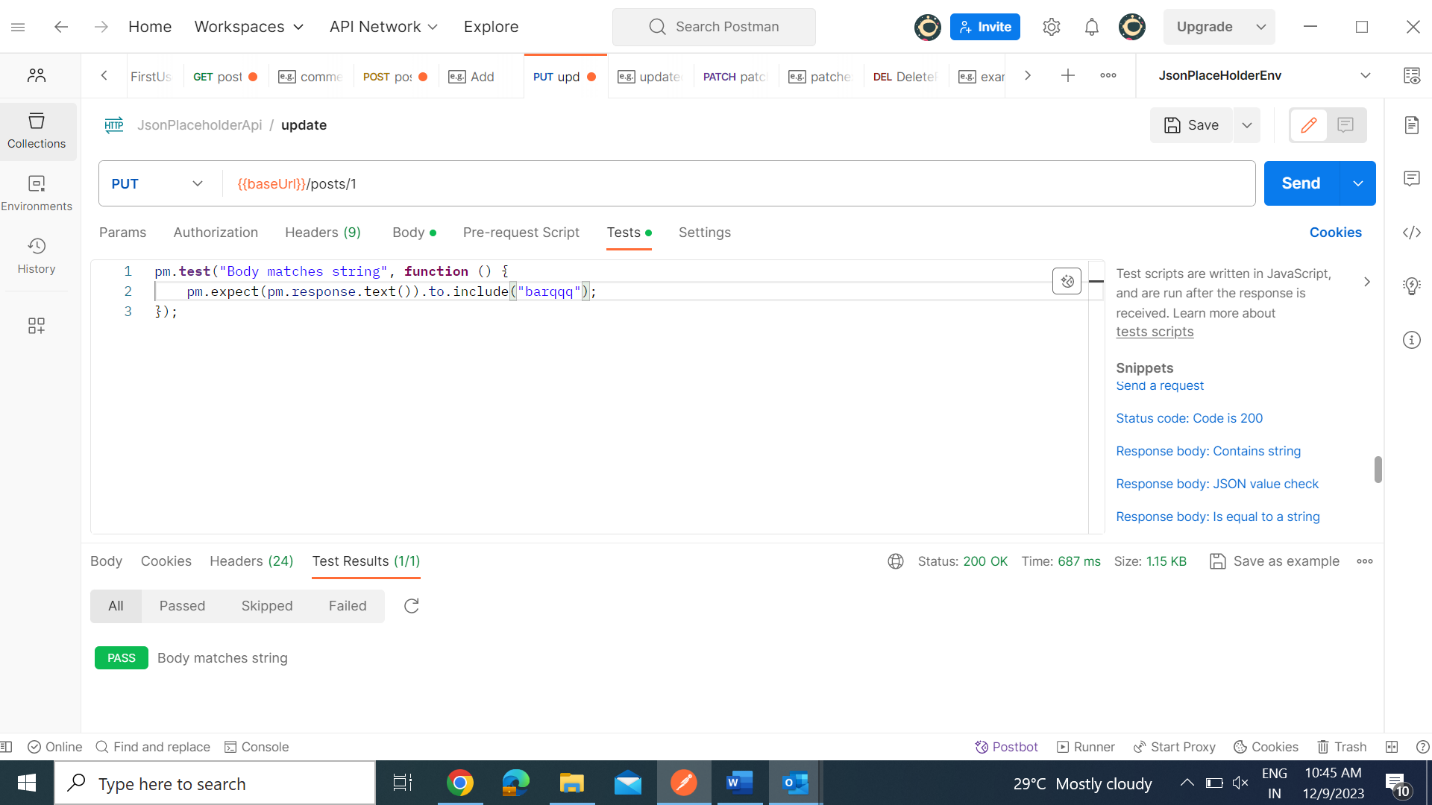 Home Workspaces API Network Explore Search Postman Invite Upgrade
FirstUs GET post e.g. comme POST pos e.g. Add PUT upd e.g. update PATCH patc e.g. patche DEL Delete e.g. exar JsonPlaceHolderEnv
HTTP JsonPlaceholderApi / update Save
Collections
PUT {{baseUrl}}/posts/1 Send
Environments
Params Authorization Headers (9) Body Pre-request Script Tests Settings Cookies
History
1 pm.test("Body matches string", function () {
2 pm.expect(pm.response.text()).to.include("barqqq");
3 });
Test scripts are written in JavaScript,
and are run after the response is
received. Learn more about
tests scripts
Snippets
Send a request
Status code: Code is 200
Response body: Contains string
Response body: JSON value check
Response body: Is equal to a string
Body Cookies Headers (24) Test Results (1/1) Status: 200 OK Time: 687 ms Size: 1.15 KB Save as example
All Passed Skipped Failed
PASS Body matches string
Online Find and replace Console Postbot Runner Start Proxy Cookies Trash
Type here to search 29°C Mostly cloudy ENG IN 10:45 AM 12/9/2023 10